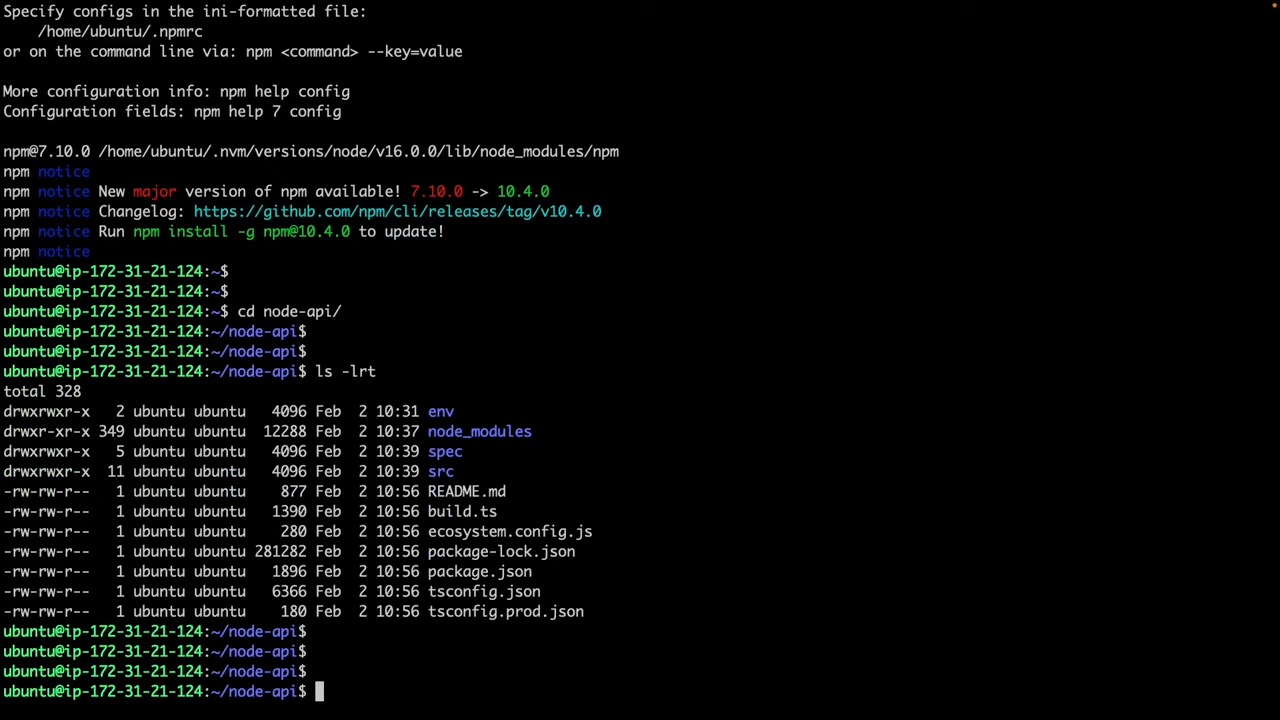 Specify configs in the ini-formatted file:
    /home/ubuntu/.npmrc
or on the command line via: npm <command> --key=value

More configuration info: npm help config
Configuration fields: npm help 7 config

npm@7.10.0 /home/ubuntu/.nvm/versions/node/v16.0.0/lib/node_modules/npm
npm notice
npm notice New major version of npm available! 7.10.0 -> 10.4.0
npm notice Changelog: https://github.com/npm/cli/releases/tag/v10.4.0
npm notice Run npm install -g npm@10.4.0 to update!
npm notice
ubuntu@ip-172-31-21-124:~$
ubuntu@ip-172-31-21-124:~$
ubuntu@ip-172-31-21-124:~$ cd node-api/
ubuntu@ip-172-31-21-124:~/node-api$
ubuntu@ip-172-31-21-124:~/node-api$
ubuntu@ip-172-31-21-124:~/node-api$ ls -lrt
total 328
drwxrwxr-x   2 ubuntu ubuntu   4096 Feb  2 10:31 env
drwxr-xr-x 349 ubuntu ubuntu  12288 Feb  2 10:37 node_modules
drwxrwxr-x   5 ubuntu ubuntu   4096 Feb  2 10:39 spec
drwxrwxr-x  11 ubuntu ubuntu   4096 Feb  2 10:39 src
-rw-rw-r--   1 ubuntu ubuntu    877 Feb  2 10:56 README.md
-rw-rw-r--   1 ubuntu ubuntu   1390 Feb  2 10:56 build.ts
-rw-rw-r--   1 ubuntu ubuntu    280 Feb  2 10:56 ecosystem.config.js
-rw-rw-r--   1 ubuntu ubuntu 281282 Feb  2 10:56 package-lock.json
-rw-rw-r--   1 ubuntu ubuntu   1896 Feb  2 10:56 package.json
-rw-rw-r--   1 ubuntu ubuntu   6366 Feb  2 10:56 tsconfig.json
-rw-rw-r--   1 ubuntu ubuntu    180 Feb  2 10:56 tsconfig.prod.json
ubuntu@ip-172-31-21-124:~/node-api$
ubuntu@ip-172-31-21-124:~/node-api$
ubuntu@ip-172-31-21-124:~/node-api$
ubuntu@ip-172-31-21-124:~/node-api$